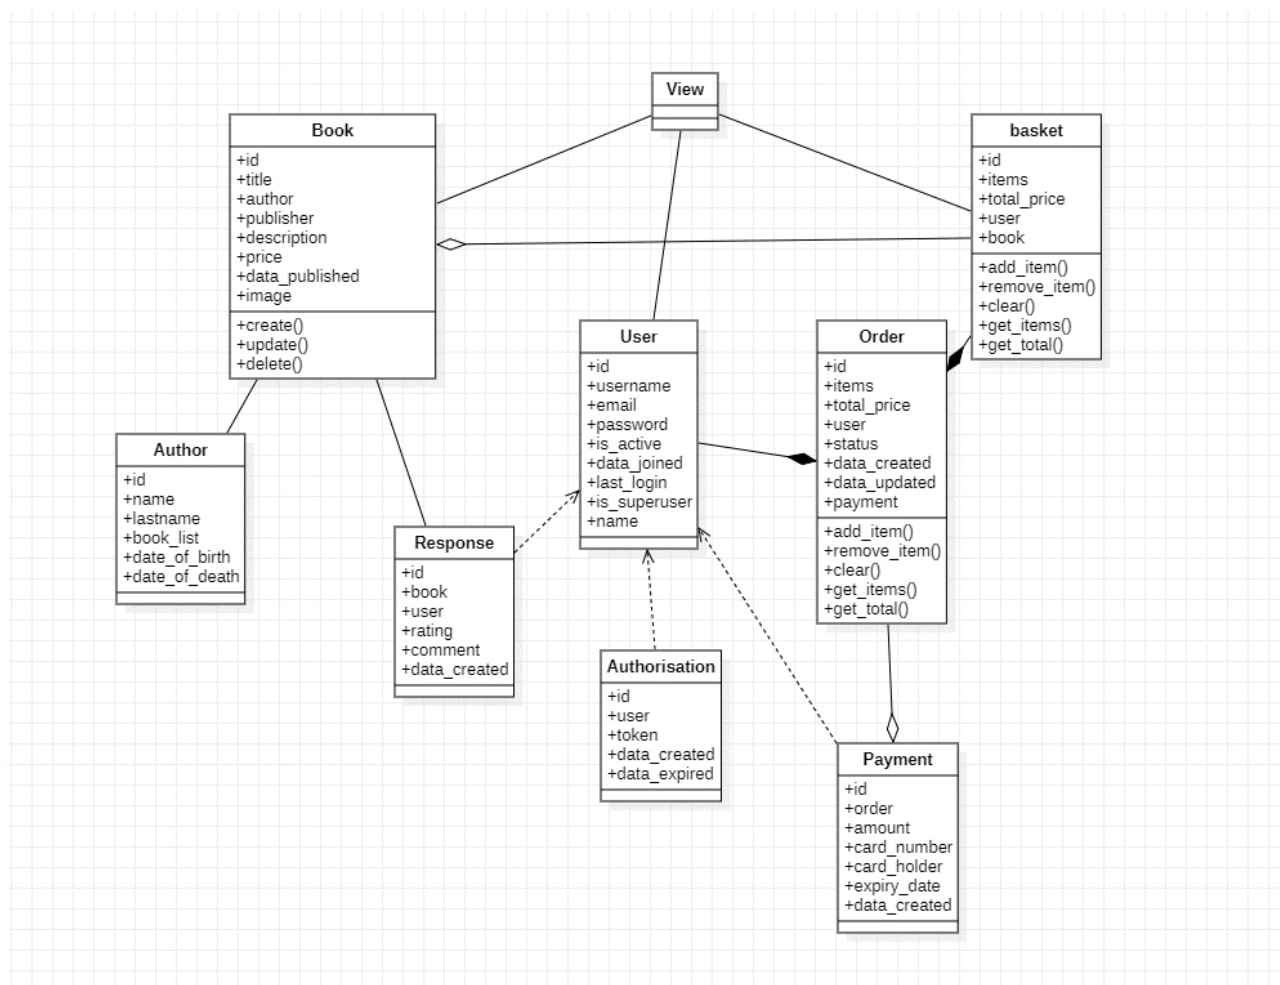 View
Book
+id
+title
+author
+publisher
+description
+price
+data_published
+image
+create()
+update()
+delete()
basket
+id
+items
+total_price
+user
+book
+add_item()
+remove_item()
+clear()
+get_items()
+get_total()
User
+id
+username
+email
+password
+is_active
+data_joined
+last_login
+is_superuser
+name
Order
+id
+items
+total_price
+user
+status
+data_created
+data_updated
+payment
+add_item()
+remove_item()
+clear()
+get_items()
+get_total()
Author
+id
+name
+lastname
+book_list
+date_of_birth
+date_of_death
Response
+id
+book
+user
+rating
+comment
+data_created
Authorisation
+id
+user
+token
+data_created
+data_expired
Payment
+id
+order
+amount
+card_number
+card_holder
+expiry_date
+data_created